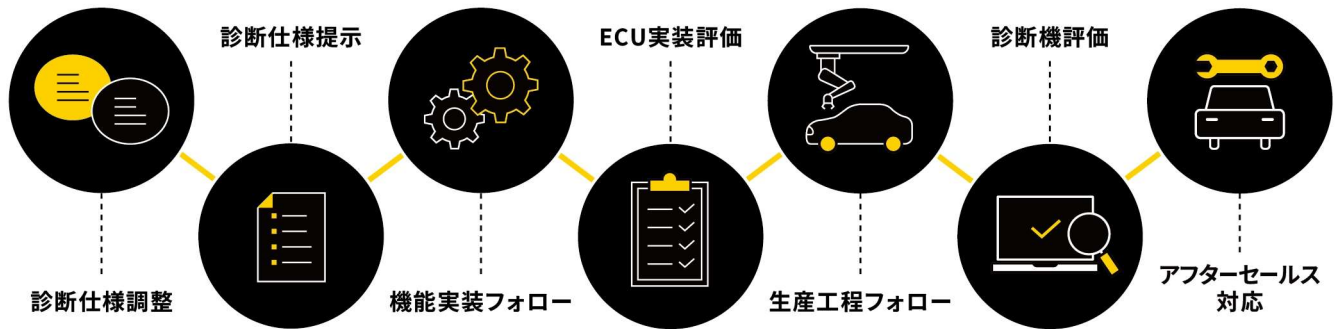 診断仕様調整
診断仕様提示
機能実装フォロー
ECU実装評価
生産工程フォロー
診断機評価
アフターセールス
対応